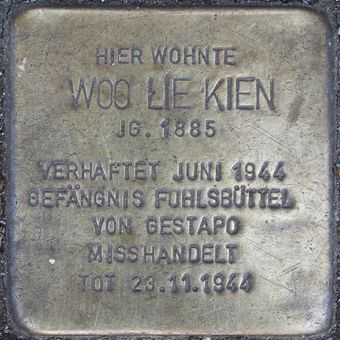 HIER WOHNTE
WOO LIE KIEN
JG. 1885
VERHAFTET JUNI 1944
GEFÄNGNIS FUHLSBÜTTEL
VON GESTAPO
MISSHANDELT
TOT 23.11.1944